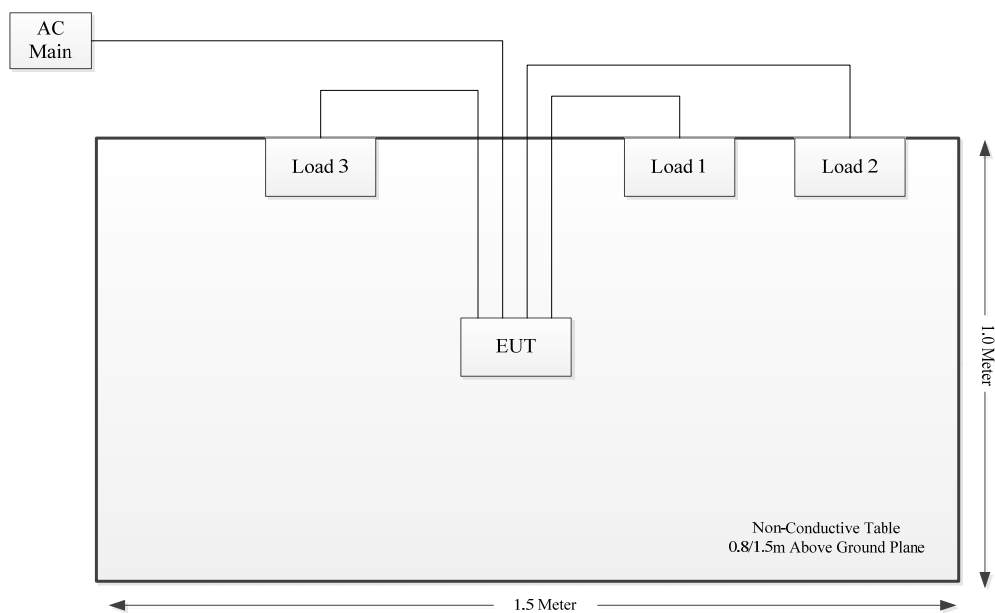 AC
Main
Load 3
Load 1
Load 2
EUT
1.0 Meter
Non-Conductive Table
0.8/1.5m Above Ground Plane
1.5 Meter